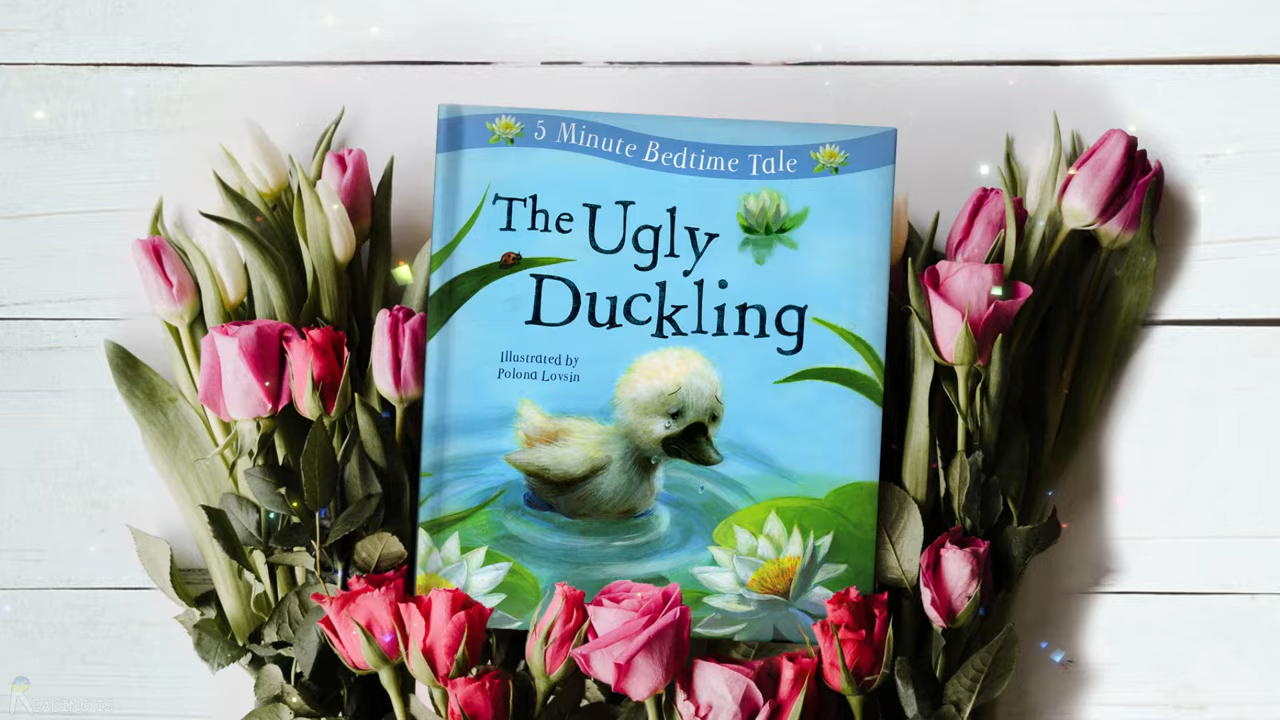 5 Minute Bedtime Tale
The Ugly
Duckling
Illustrated by
Polona Lovsin